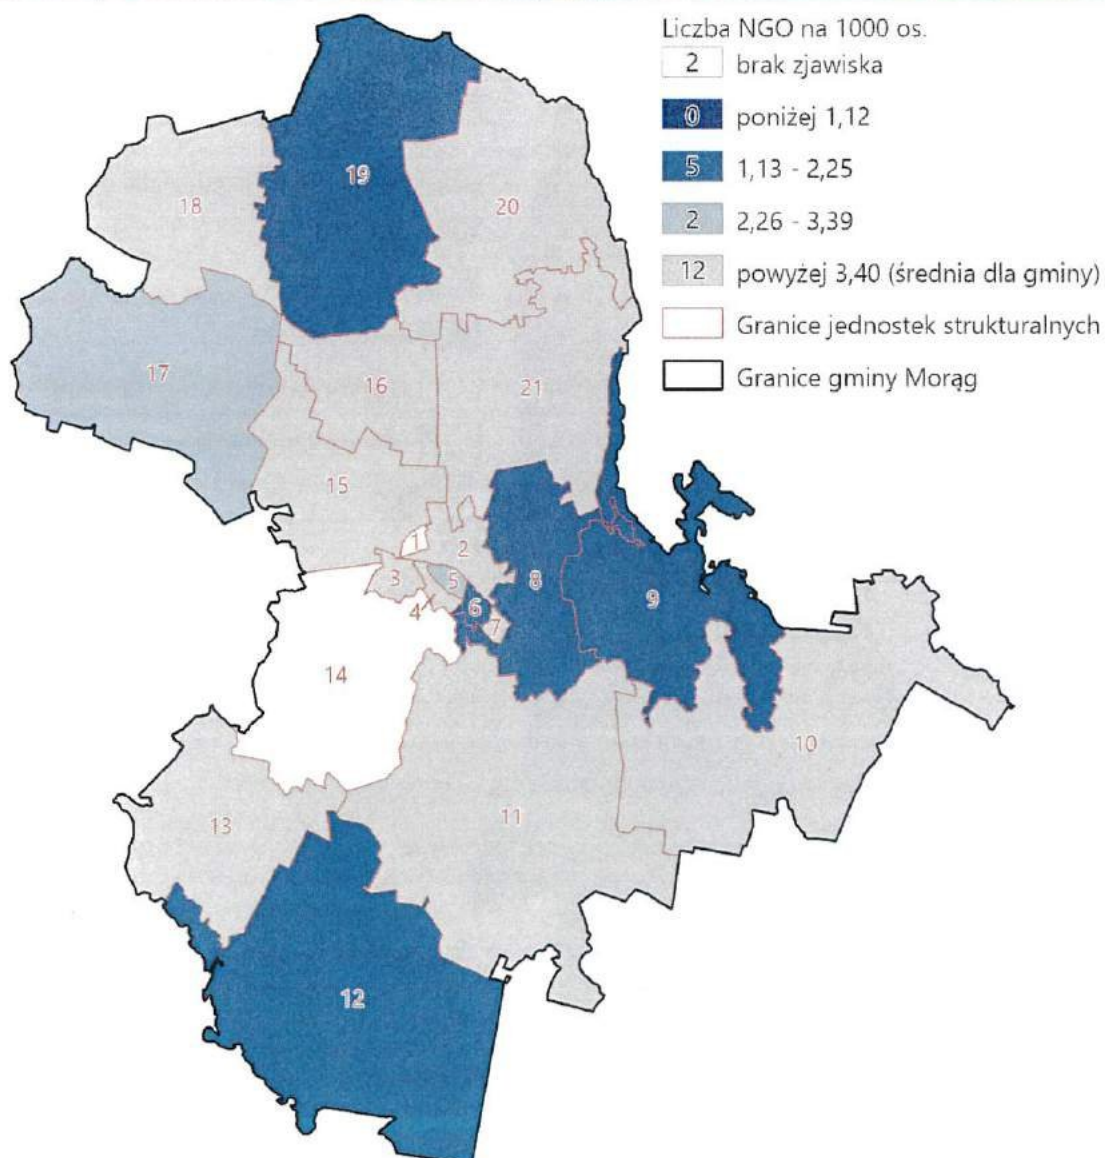 Liczba NGO na 1000 os.
2 brak zjawiska
0 poniżej 1,12
5 1,13 - 2,25
2 2,26 - 3,39
12 powyżej 3,40 (średnia dla gminy)
Granice jednostek strukturalnych
Granice gminy Morąg
19
18
20
17
16
21
15
1
2
3
5
8
4
6
9
7
14
10
11
13
12